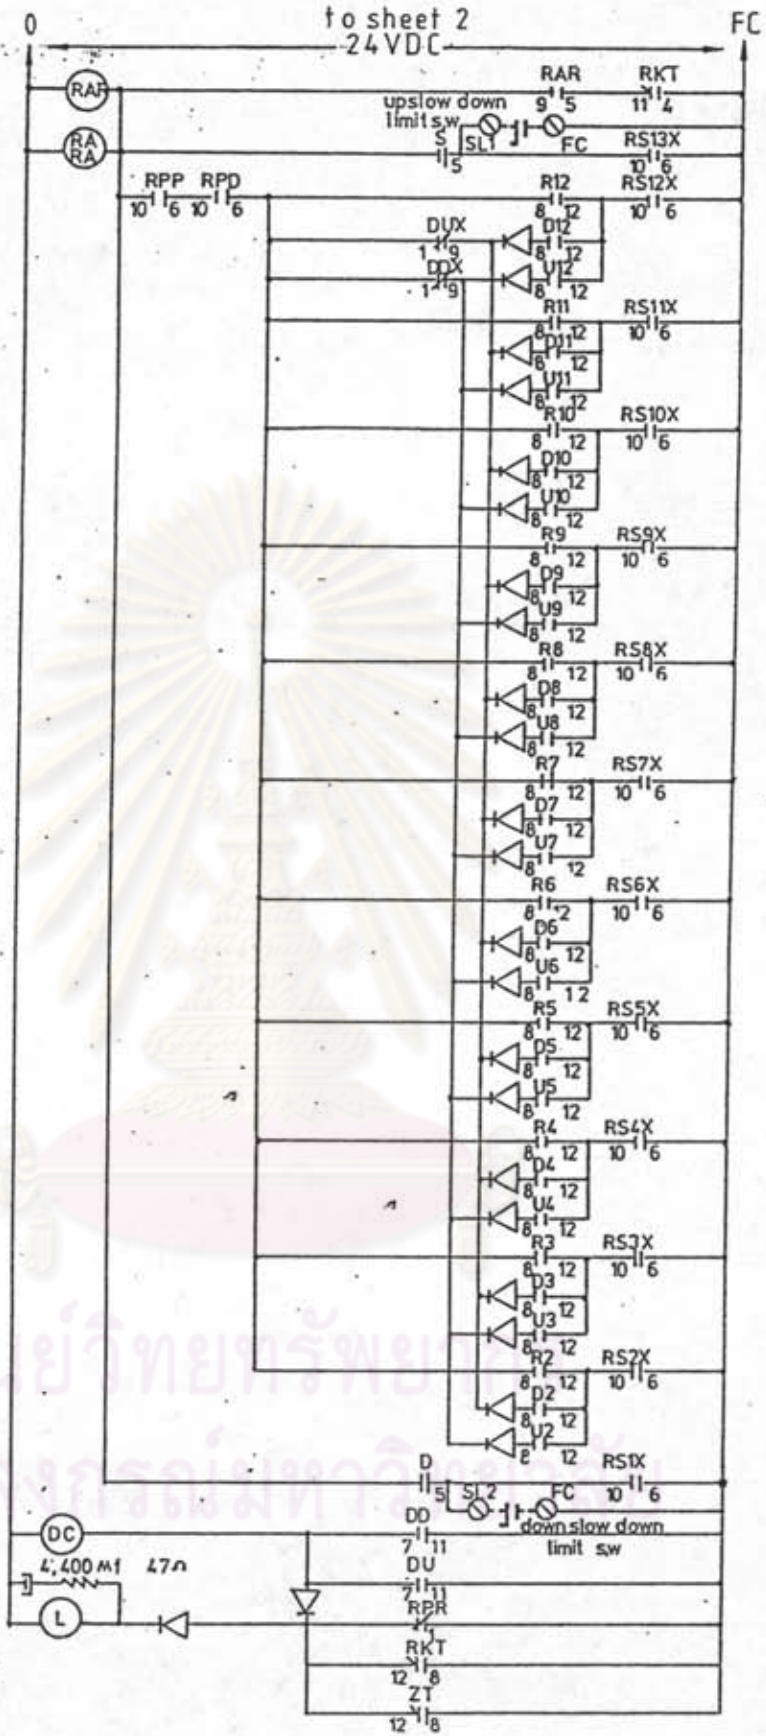 to sheet 2
0 24VDC FC
RAR RAR RKT
9 5 11 4
upslow down
limit s.w
RA
RA S SL1 FC RS13X
5 10 6
RPP RPD R12 RS12X
10 6 10 6 8 12 10 6
DUX D12
1 9 8 12
DDX U12
1 9 8 12
R11 RS11X
8 12 10 6
D11
8 12
U11
8 12
R10 RS10X
8 12 10 6
D10
8 12
U10
8 12
R9 RS9X
8 12 10 6
D9
8 12
U9
8 12
R8 RS8X
8 12 10 6
D8
8 12
U8
8 12
R7 RS7X
8 12 10 6
D7
8 12
U7
8 12
R6 RS6X
8 12 10 6
D6
8 12
U6
8 12
R5 RS5X
8 12 10 6
D5
8 12
U5
8 12
R4 RS4X
8 12 10 6
D4
8 12
U4
8 12
R3 RS3X
8 12 10 6
D3
8 12
U3
8 12
R2 RS2X
8 12 10 6
D2
8 12
U2
8 12
D RS1X
5 SL2 FC 10 6
DC DD down slow down
7 11 limit s.w
4,400 Mf 47Ω DU
7 11
L RPR
RKT
12 8
ZT
12 8